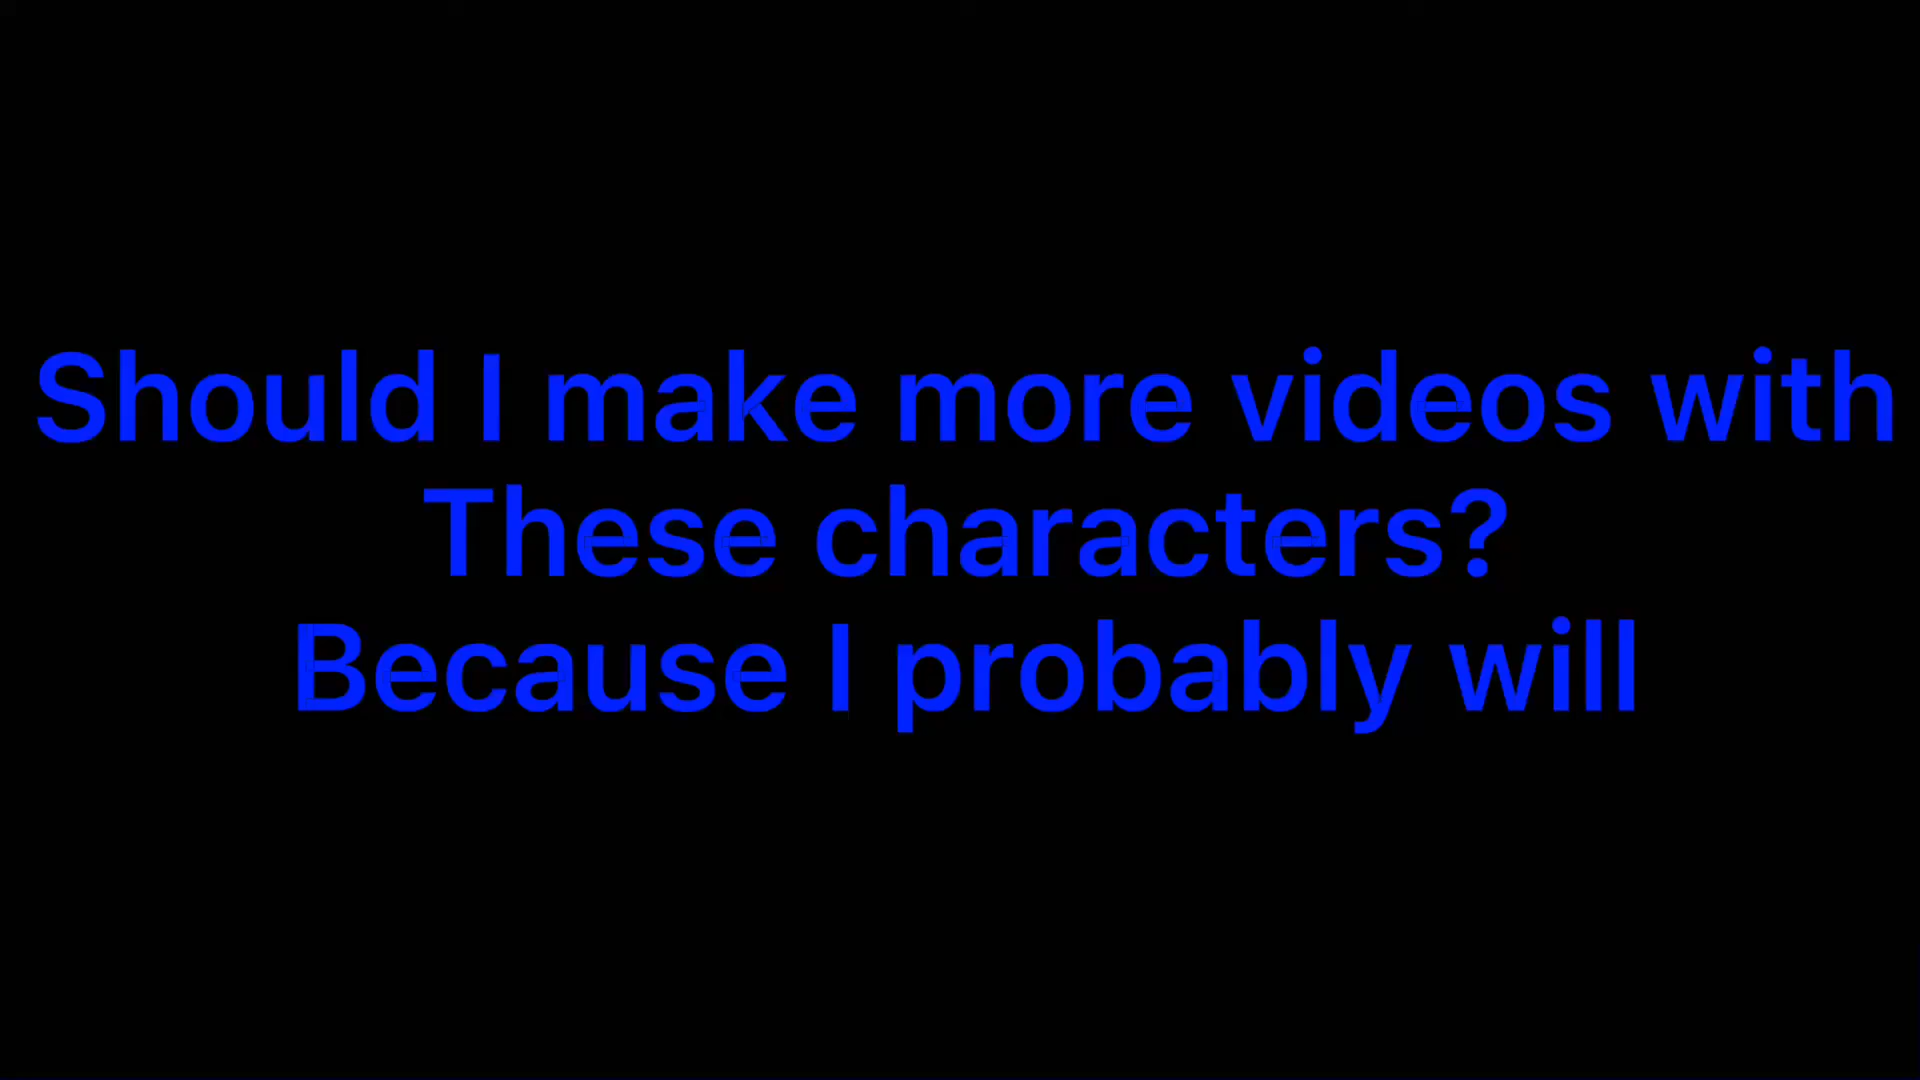 Should I make more videos with
These characters?
Because I probably will